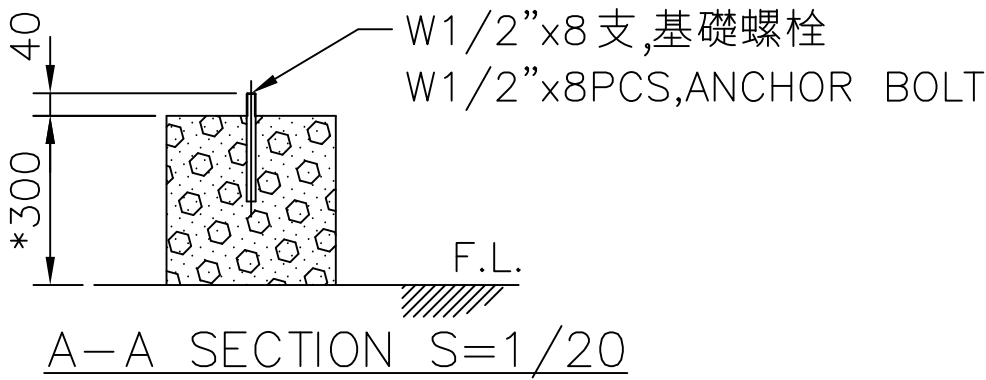 W1/2”x8支,基礎螺栓
W1/2”x8PCS,ANCHOR BOLT
40
*300
F.L.
A-A SECTION S=1/20